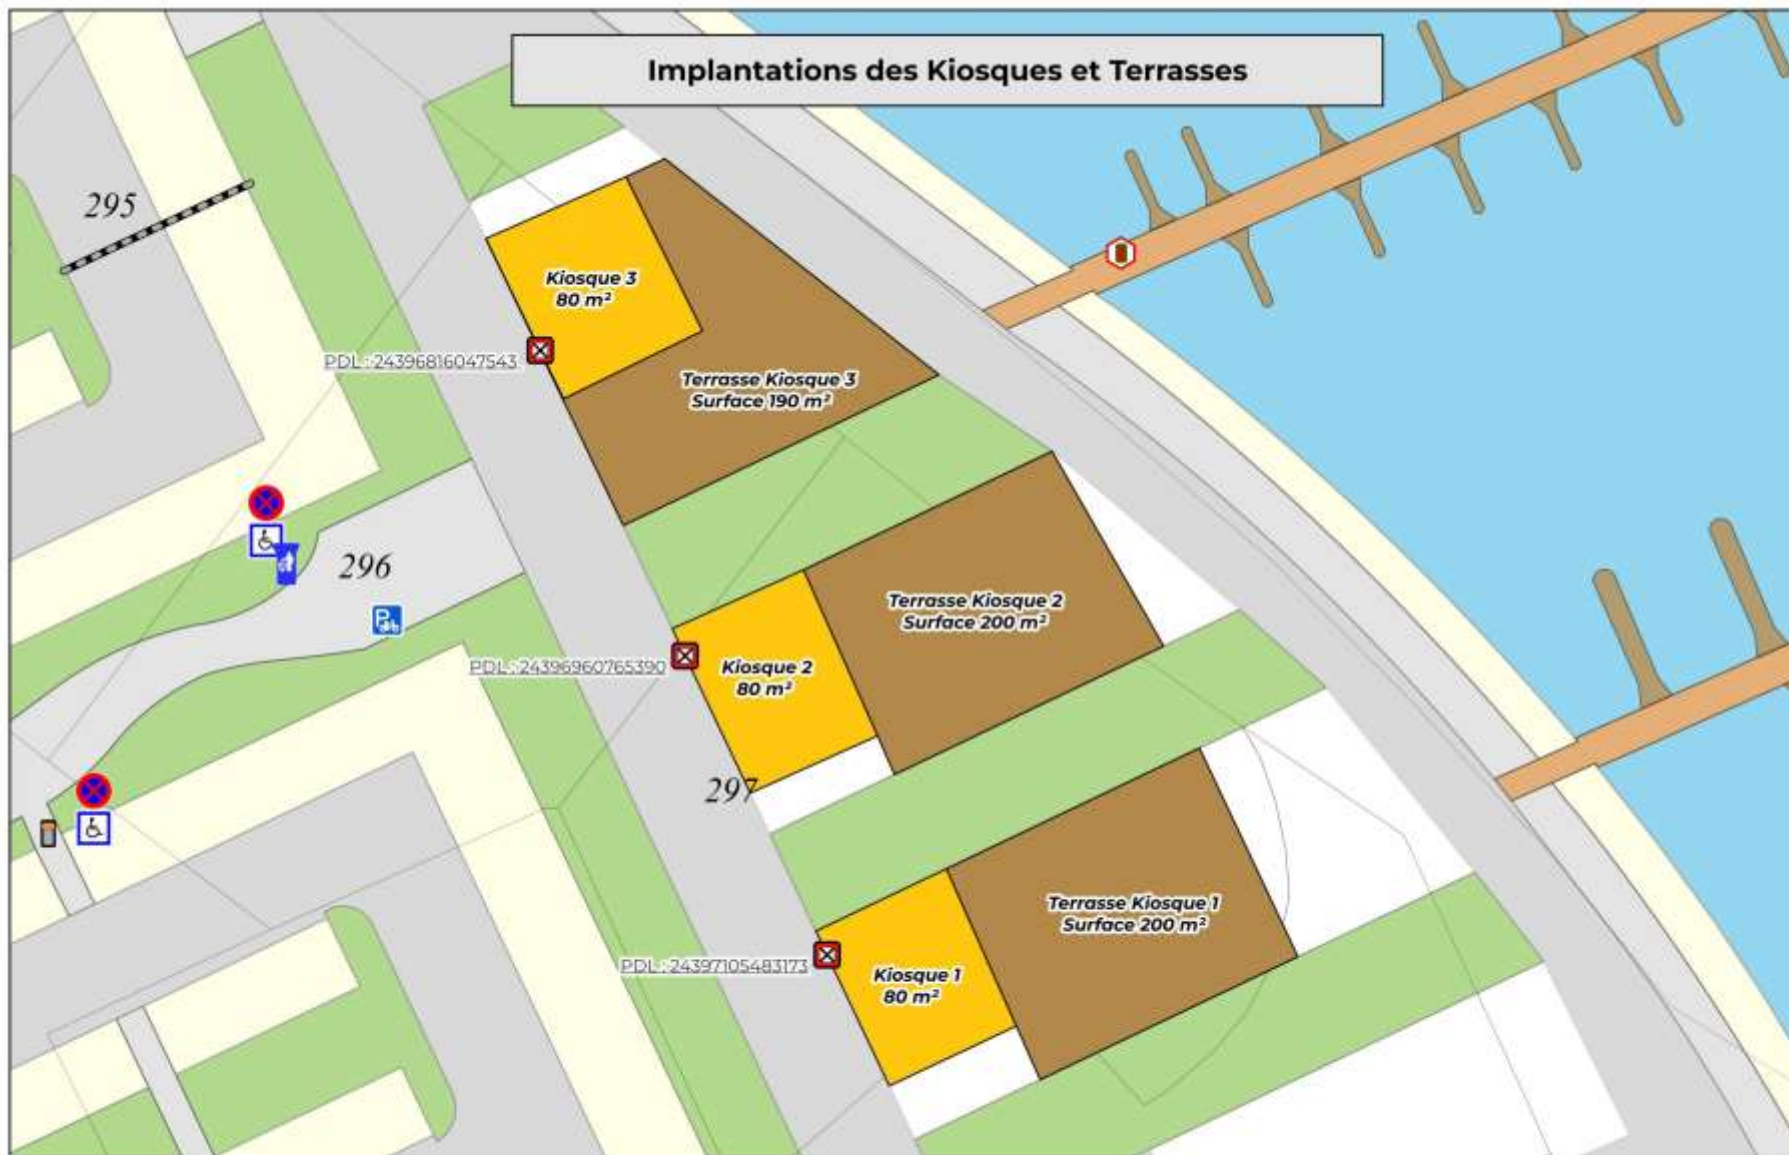 Implantations des Kiosques et Terrasses
295
Kiosque 3
80 m²
PDL : 24396816047543
Terrasse Kiosque 3
Surface 190 m²
296
Terrasse Kiosque 2
Surface 200 m²
PDL : 24396960765390
Kiosque 2
80 m²
297
Terrasse Kiosque 1
Surface 200 m²
PDL : 24397105483173
Kiosque 1
80 m²
P